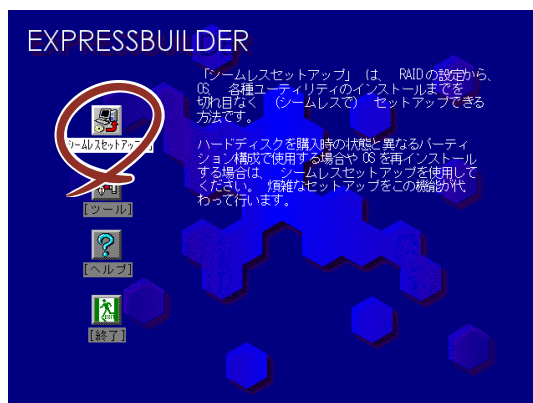 EXPRESSBUILDER
「シームレスセットアップ」 は、 RAIDの設定から、
OS、 各種ユーティリティのインストールまでを
切れ目なく (シームレスで) セットアップできる
方法です。
ハードディスクを購入時の状態と異なるパーティ
ション構成で使用する場合や OSを再インストール
する場合は、 シームレスセットアップを使用して
ください。 煩雑なセットアップをこの機能が代
わって行います。
シームレスセットアップ
[ツール]
[ヘルプ]
[終了]